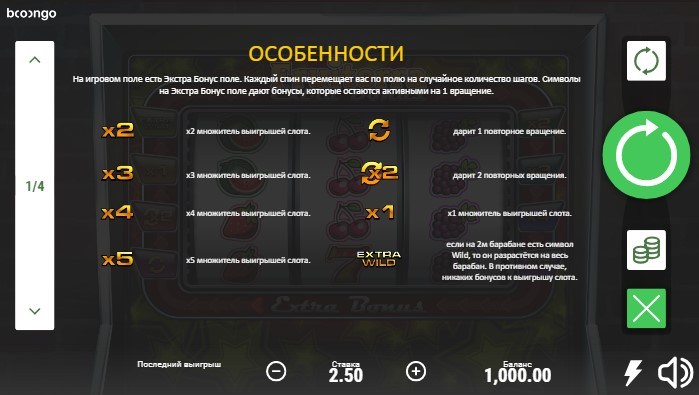 booongo
ОСОБЕННОСТИ
На игровом поле есть Экстра Бонус поле. Каждый спин перемещает вас по полю на случайное количество шагов. Символы
на Экстра Бонус поле дают бонусы, которые остаются активными на 1 вращение.
x2
x2 множитель выигрышей слота.
дарит 1 повторное вращение.
x3
x3 множитель выигрышей слота.
x2
дарит 2 повторных вращения.
1/4
x4
x4 множитель выигрышей слота.
x1
x1 множитель выигрышей слота.
x5
x5 множитель выигрышей слота.
EXTRA
WILD
если на 2м барабане есть символ
Wild, то он разрастётся на весь
барабан. В противном случае,
никаких бонусов к выигрышу слота.
Extra Bonus
Последний выигрыш
Ставка
2.50
Баланс
1,000.00